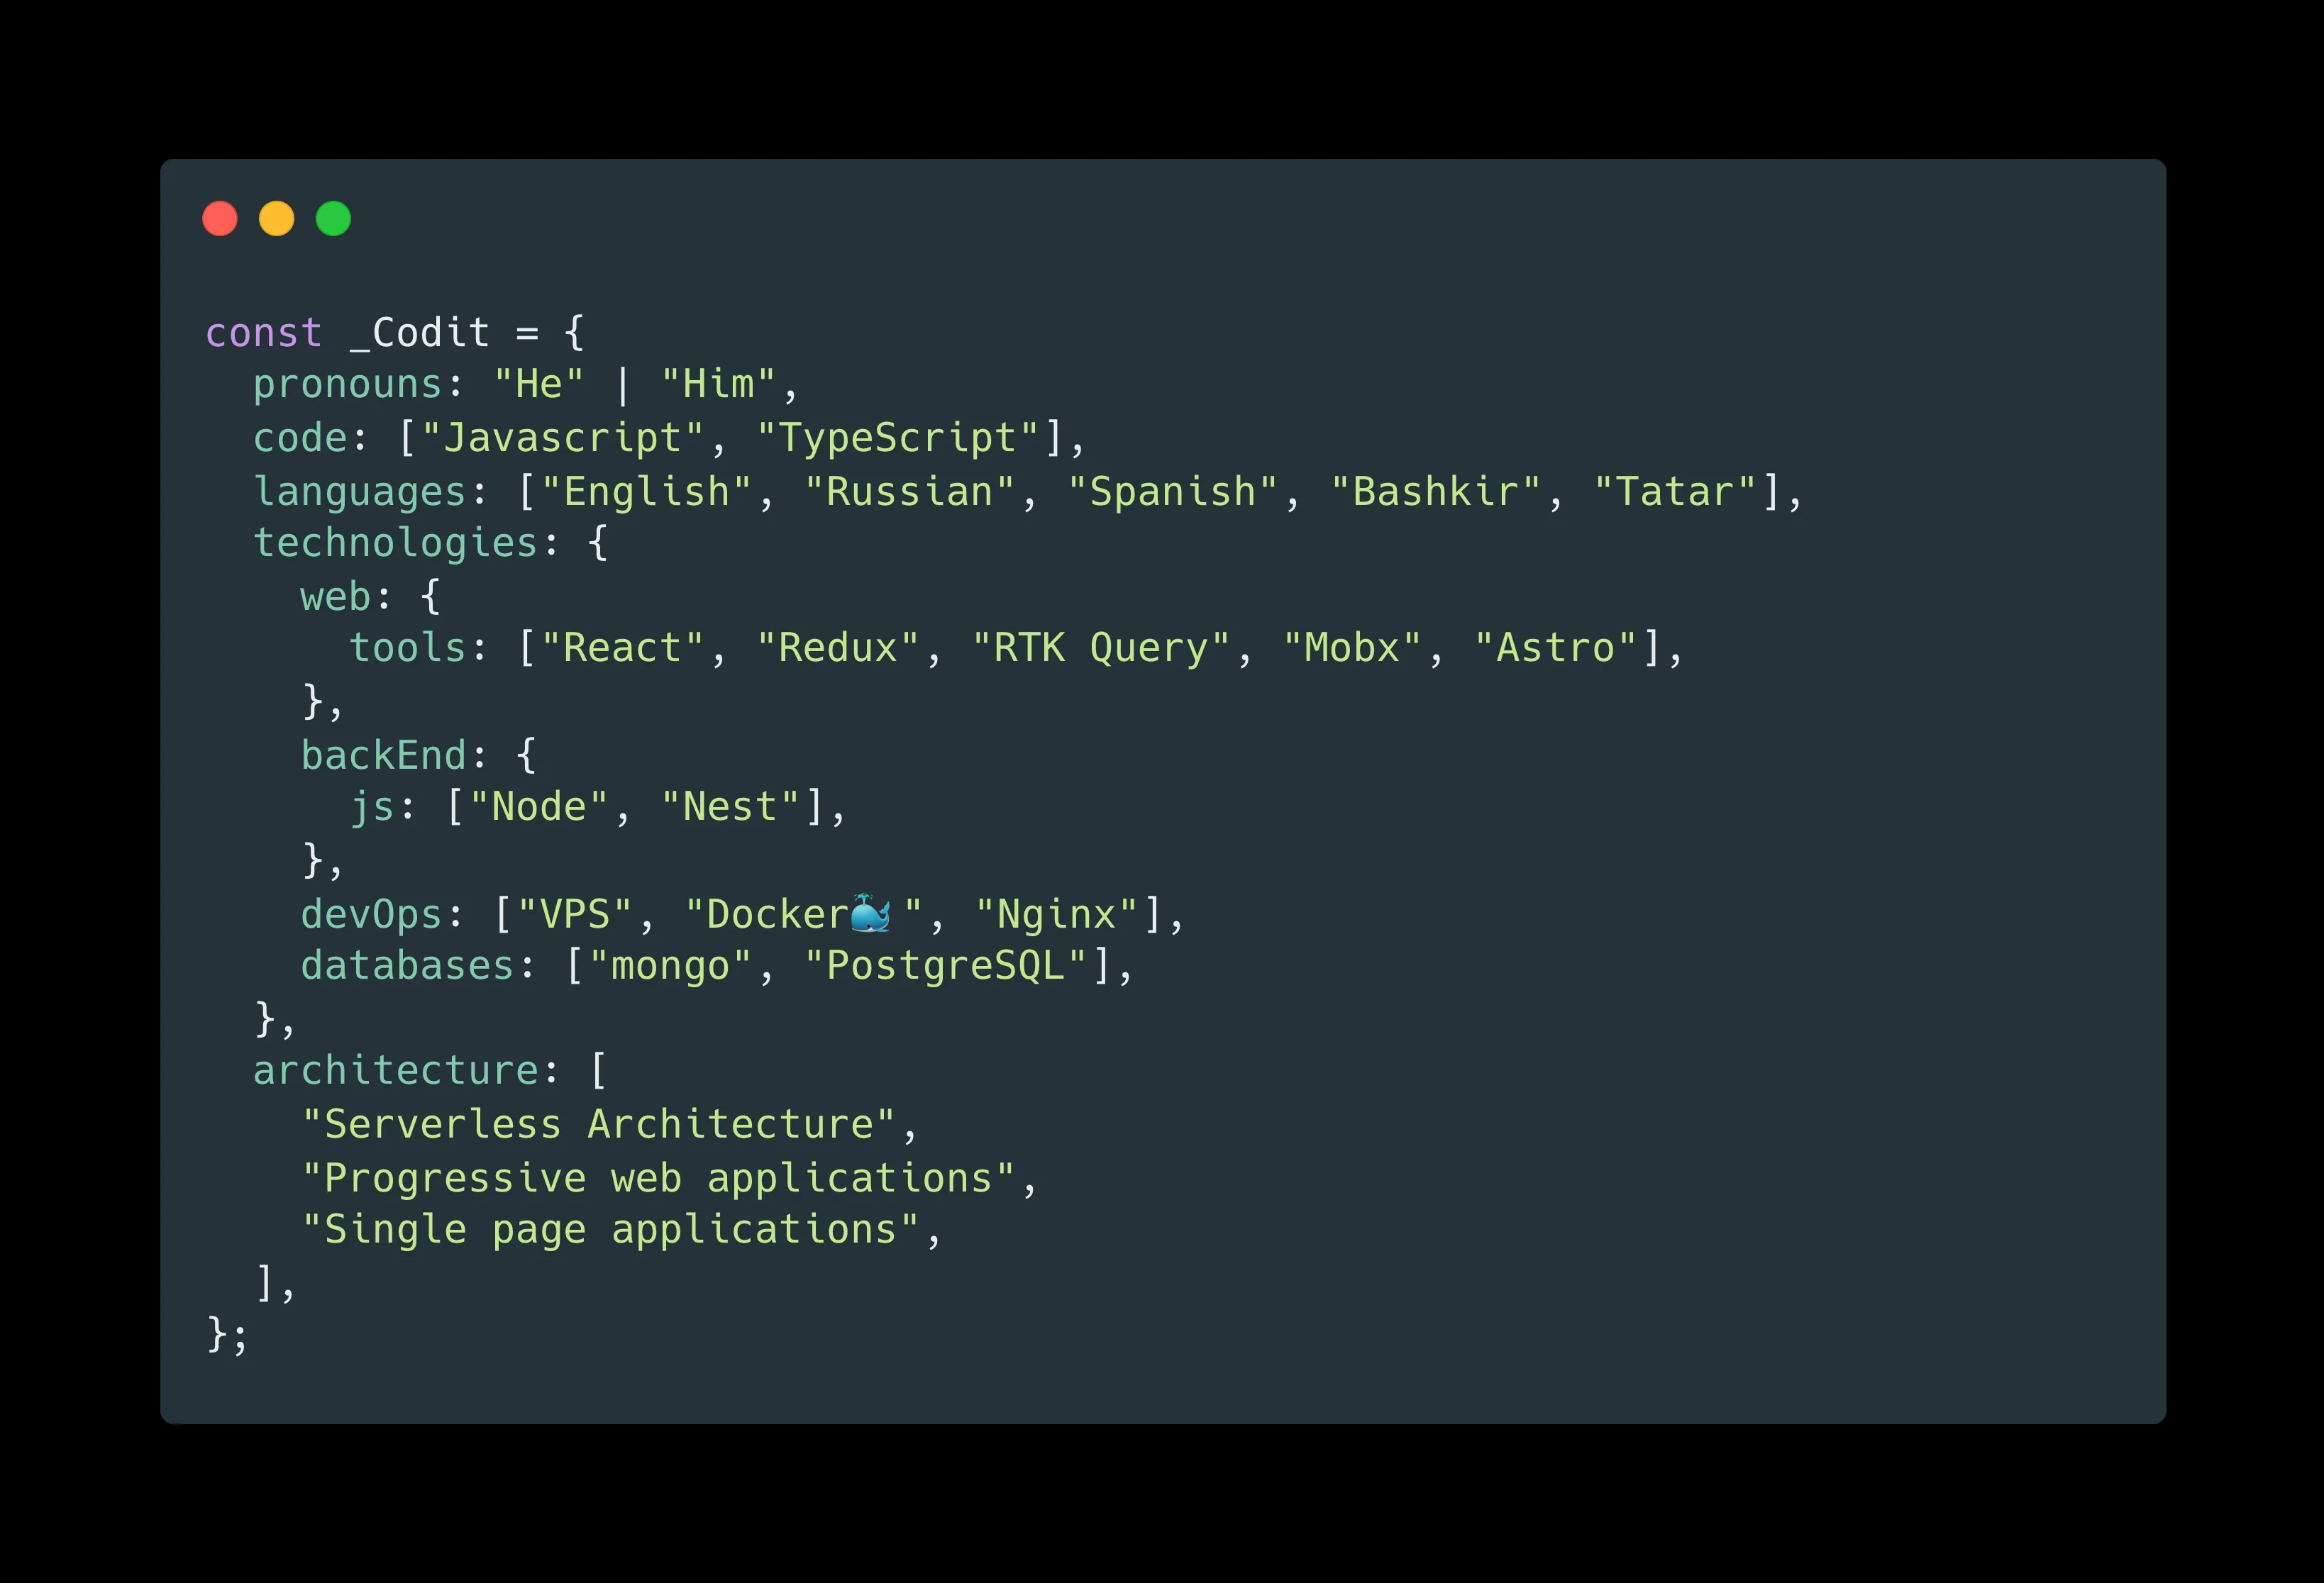 const _Codit = {
  pronouns: "He" | "Him",
  code: ["Javascript", "TypeScript"],
  languages: ["English", "Russian", "Spanish", "Bashkir", "Tatar"],
  technologies: {
    web: {
      tools: ["React", "Redux", "RTK Query", "Mobx", "Astro"],
    },
    backEnd: {
      js: ["Node", "Nest"],
    },
    devOps: ["VPS", "Docker🐳 ", "Nginx"],
    databases: ["mongo", "PostgreSQL"],
  },
  architecture: [
    "Serverless Architecture",
    "Progressive web applications",
    "Single page applications",
  ],
};